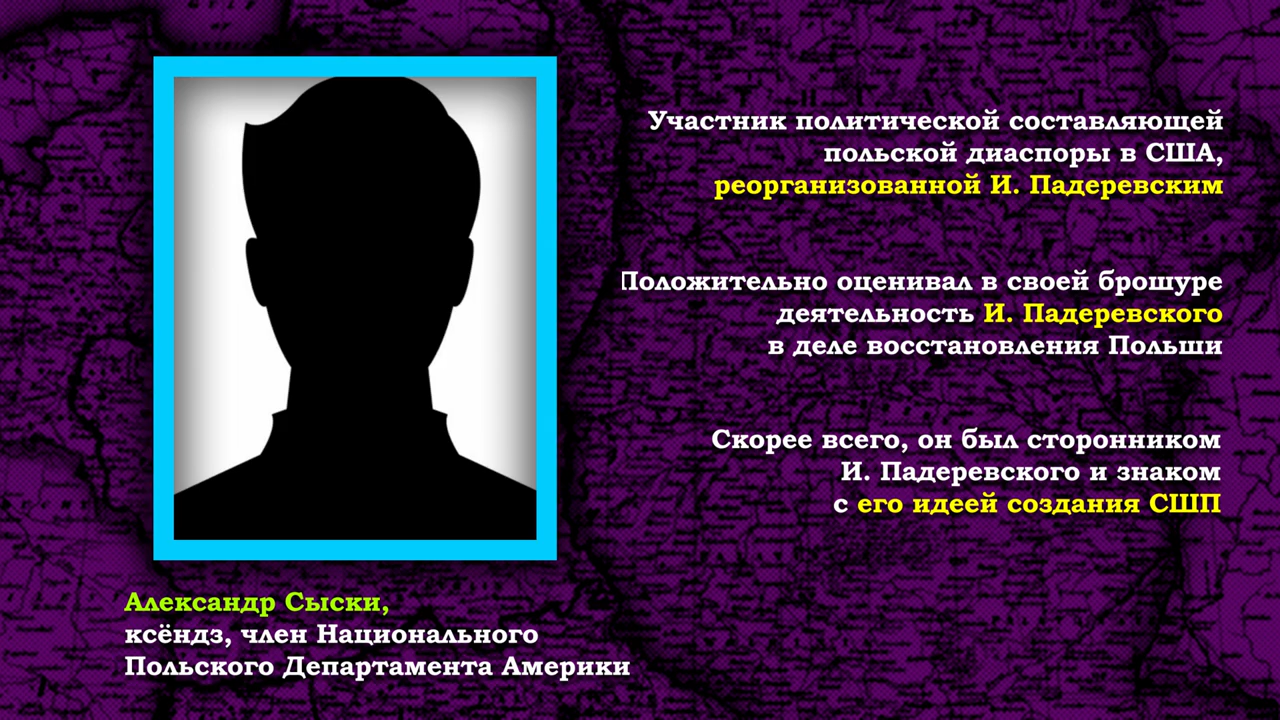 Участник политической составляющей
польской диаспоры в США,
реорганизованной И. Падеревским
Положительно оценивал в своей брошуре
деятельность И. Падеревского
в деле восстановления Польши
Скорее всего, он был сторонником
И. Падеревского и знаком
с его идеей создания СШП
Александр Сыски,
ксёндз, член Национального
Польского Департамента Америки